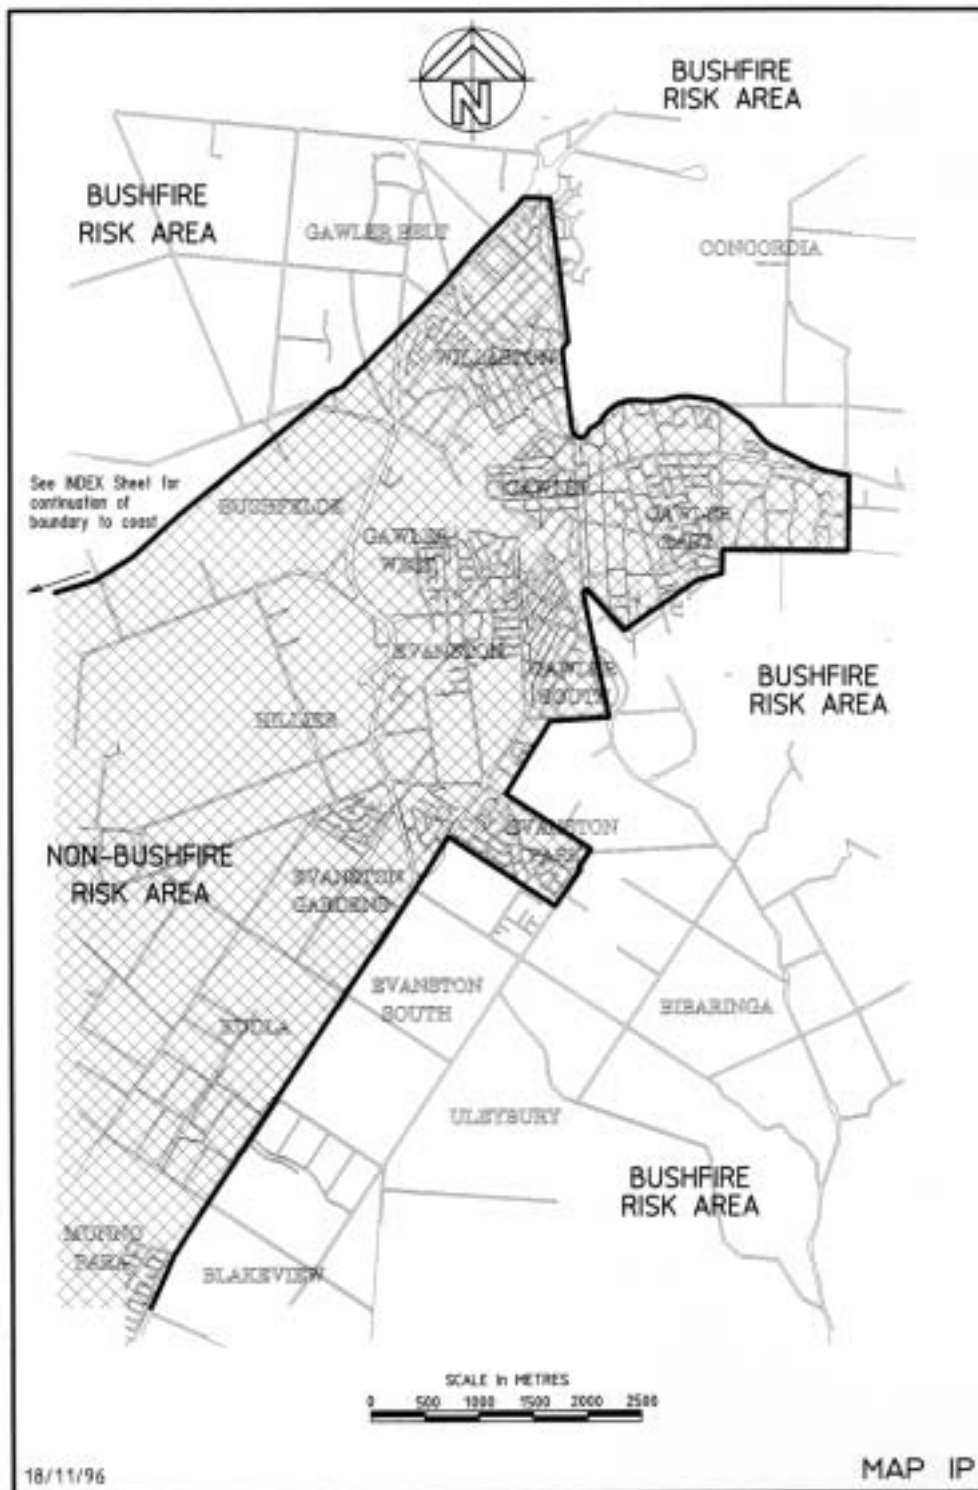 N
BUSHFIRE
RISK AREA
BUSHFIRE
RISK AREA
GAWLER BELT
CONCORDIA
WILLASTON
See INDEX Sheet for
continuation of
boundary to coast
BUCHFELDE
GAWLER
GAWLER
EAST
GAWLER
WEST
EVANSTON
GAWLER
SOUTH
BUSHFIRE
RISK AREA
HILLIER
EVANSTON
PARK
NON-BUSHFIRE
RISK AREA
EVANSTON
GARDENS
EVANSTON
SOUTH
BIBARINGA
KUDLA
ULEYBURY
BUSHFIRE
RISK AREA
MUNNO
PARA
BLAKEVIEW
SCALE in METRES
0 500 1000 1500 2000 2500
18/11/96
MAP IP